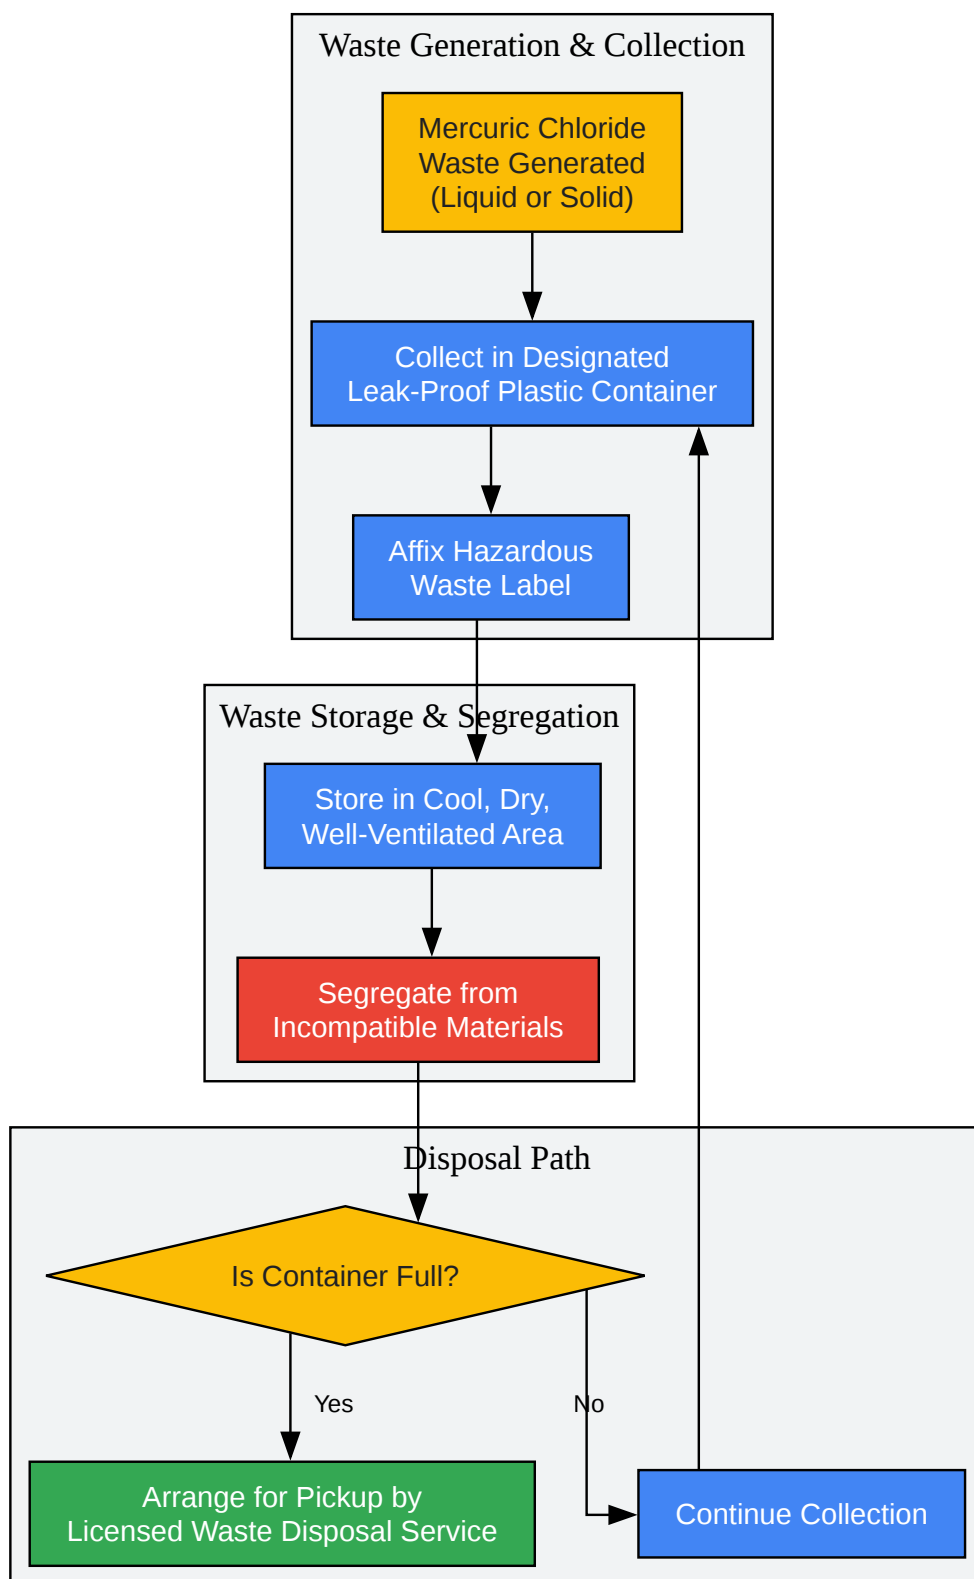 Waste Generation & Collection
Mercuric Chloride
Waste Generated
(Liquid or Solid)
Collect in Designated
Leak-Proof Plastic Container
Affix Hazardous
Waste Label
Waste Storage & Segregation
Store in Cool, Dry,
Well-Ventilated Area
Segregate from
Incompatible Materials
Disposal Path
Is Container Full?
Yes
No
Arrange for Pickup by
Licensed Waste Disposal Service
Continue Collection